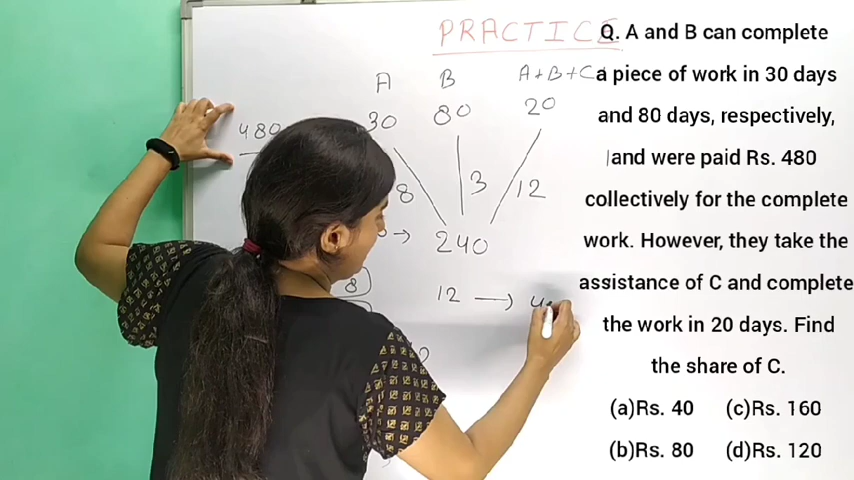 PRACTICE
A B A+B+C
30 80 20
480
8 3 12
→ 240
8
12 →
2
Q. A and B can complete
a piece of work in 30 days
and 80 days, respectively,
and were paid Rs. 480
collectively for the complete
work. However, they take the
assistance of C and complete
the work in 20 days. Find
the share of C.
(a)Rs. 40 (c)Rs. 160
(b)Rs. 80 (d)Rs. 120